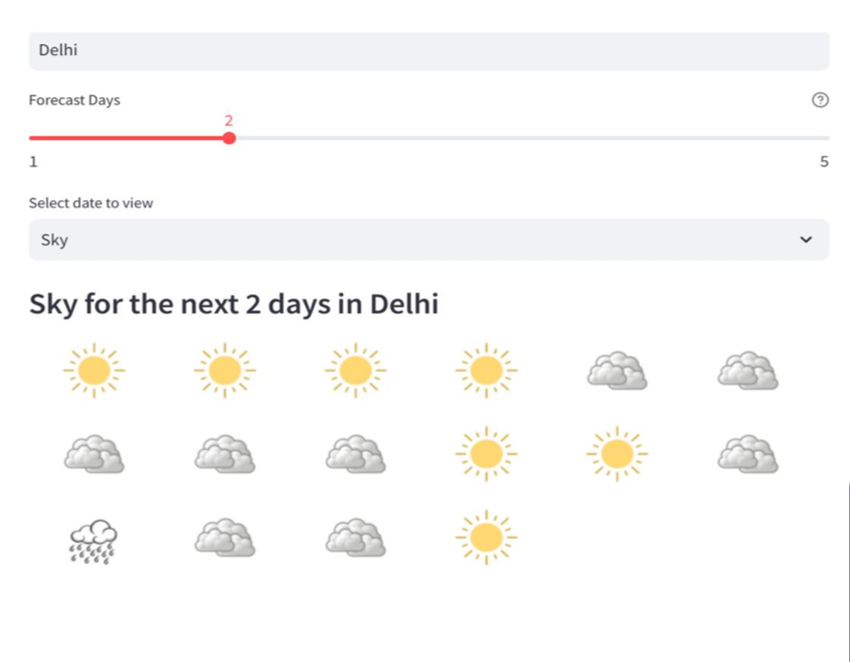 Delhi
Forecast Days
2
1 5
Select date to view
Sky
Sky for the next 2 days in Delhi